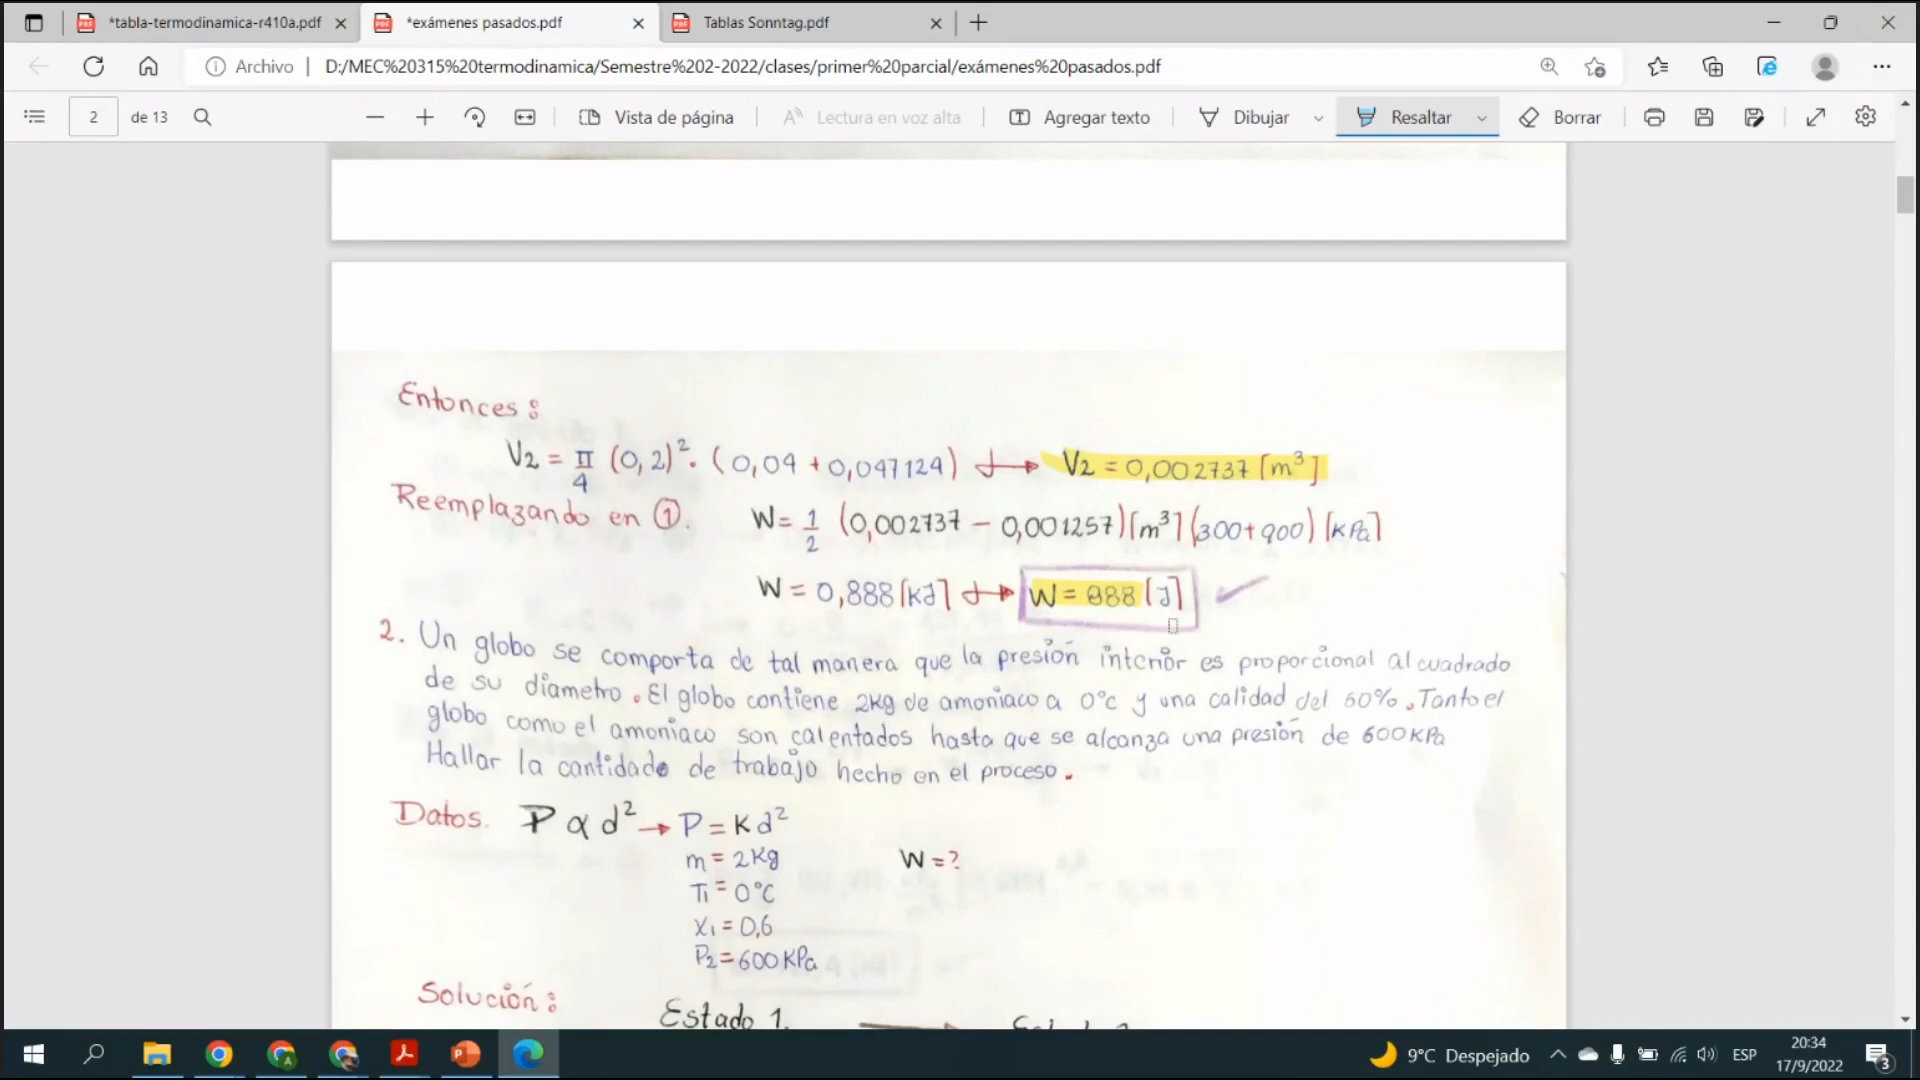 *tabla-termodinamica-r410a.pdf
*exámenes pasados.pdf
Tablas Sonntag.pdf
Archivo | D:/MEC%20315%20termodinamica/Semestre%202-2022/clases/primer%20parcial/exámenes%20pasados.pdf
2 de 13
Vista de página
Lectura en voz alta
Agregar texto
Dibujar
Resaltar
Borrar
Entonces:
V2 = π/4 (0,2)². (0,04 + 0,047124) → V2 = 0,002737 [m³]
Reemplazando en ①. W = 1/2 (0,002737 - 0,001257) [m³] (300+900) [KPa]
W = 0,888 [KJ] → W = 888 [J]
2. Un globo se comporta de tal manera que la presión interior es proporcional al cuadrado
de su díametro. El globo contiene 2kg de amoniaco a 0°c y una calidad del 60%. Tanto el
globo como el amoniaco son calentados hasta que se alcanza una presión de 600 KPa
Hallar la cantidad de trabajo hecho en el proceso.
Datos. P α d² → P = K d²
m = 2Kg W = ?
T1 = 0°C
X1 = 0,6
P2 = 600 KPa
Solución:
Estado 1.
9°C Despejado
ESP
20:34
17/9/2022
3